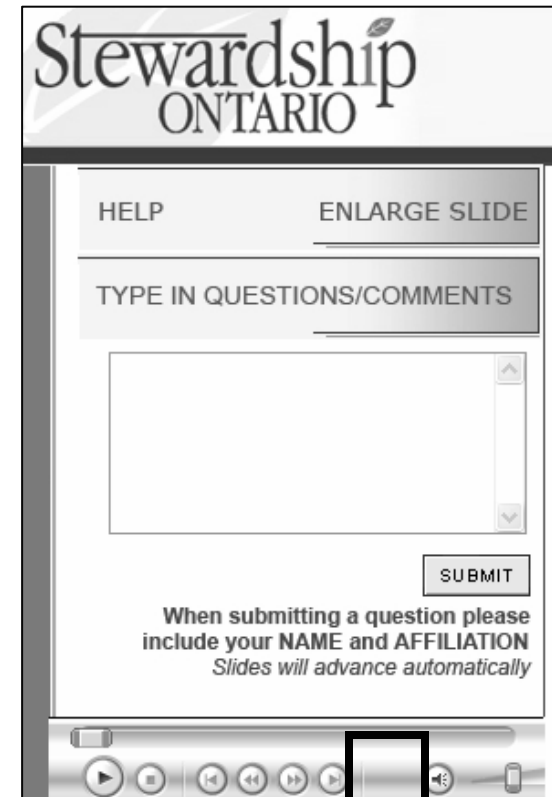 Stewardship
ONTARIO
HELP ENLARGE SLIDE
TYPE IN QUESTIONS/COMMENTS
SUBMIT
When submitting a question please
include your NAME and AFFILIATION
Slides will advance automatically